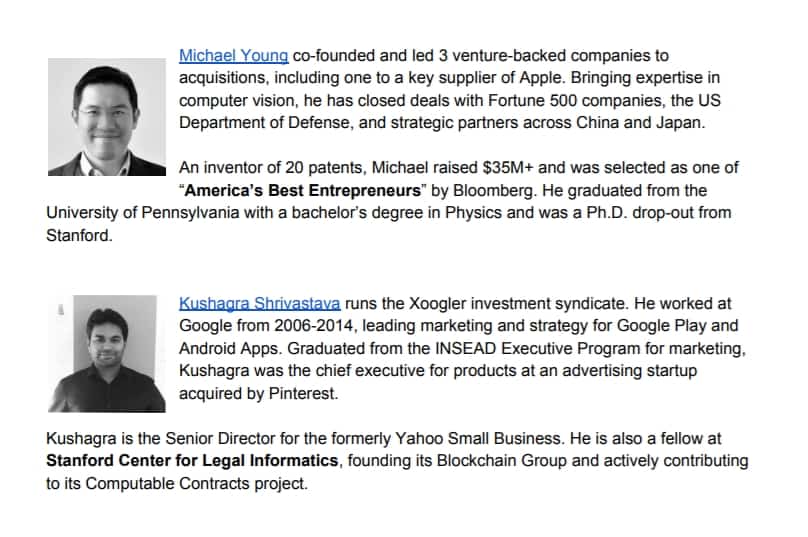 Michael Young co-founded and led 3 venture-backed companies to
acquisitions, including one to a key supplier of Apple. Bringing expertise in
computer vision, he has closed deals with Fortune 500 companies, the US
Department of Defense, and strategic partners across China and Japan.
An inventor of 20 patents, Michael raised $35M+ and was selected as one of
“America’s Best Entrepreneurs” by Bloomberg. He graduated from the
University of Pennsylvania with a bachelor’s degree in Physics and was a Ph.D. drop-out from
Stanford.
Kushagra Shrivastava runs the Xoogler investment syndicate. He worked at
Google from 2006-2014, leading marketing and strategy for Google Play and
Android Apps. Graduated from the INSEAD Executive Program for marketing,
Kushagra was the chief executive for products at an advertising startup
acquired by Pinterest.
Kushagra is the Senior Director for the formerly Yahoo Small Business. He is also a fellow at
Stanford Center for Legal Informatics, founding its Blockchain Group and actively contributing
to its Computable Contracts project.